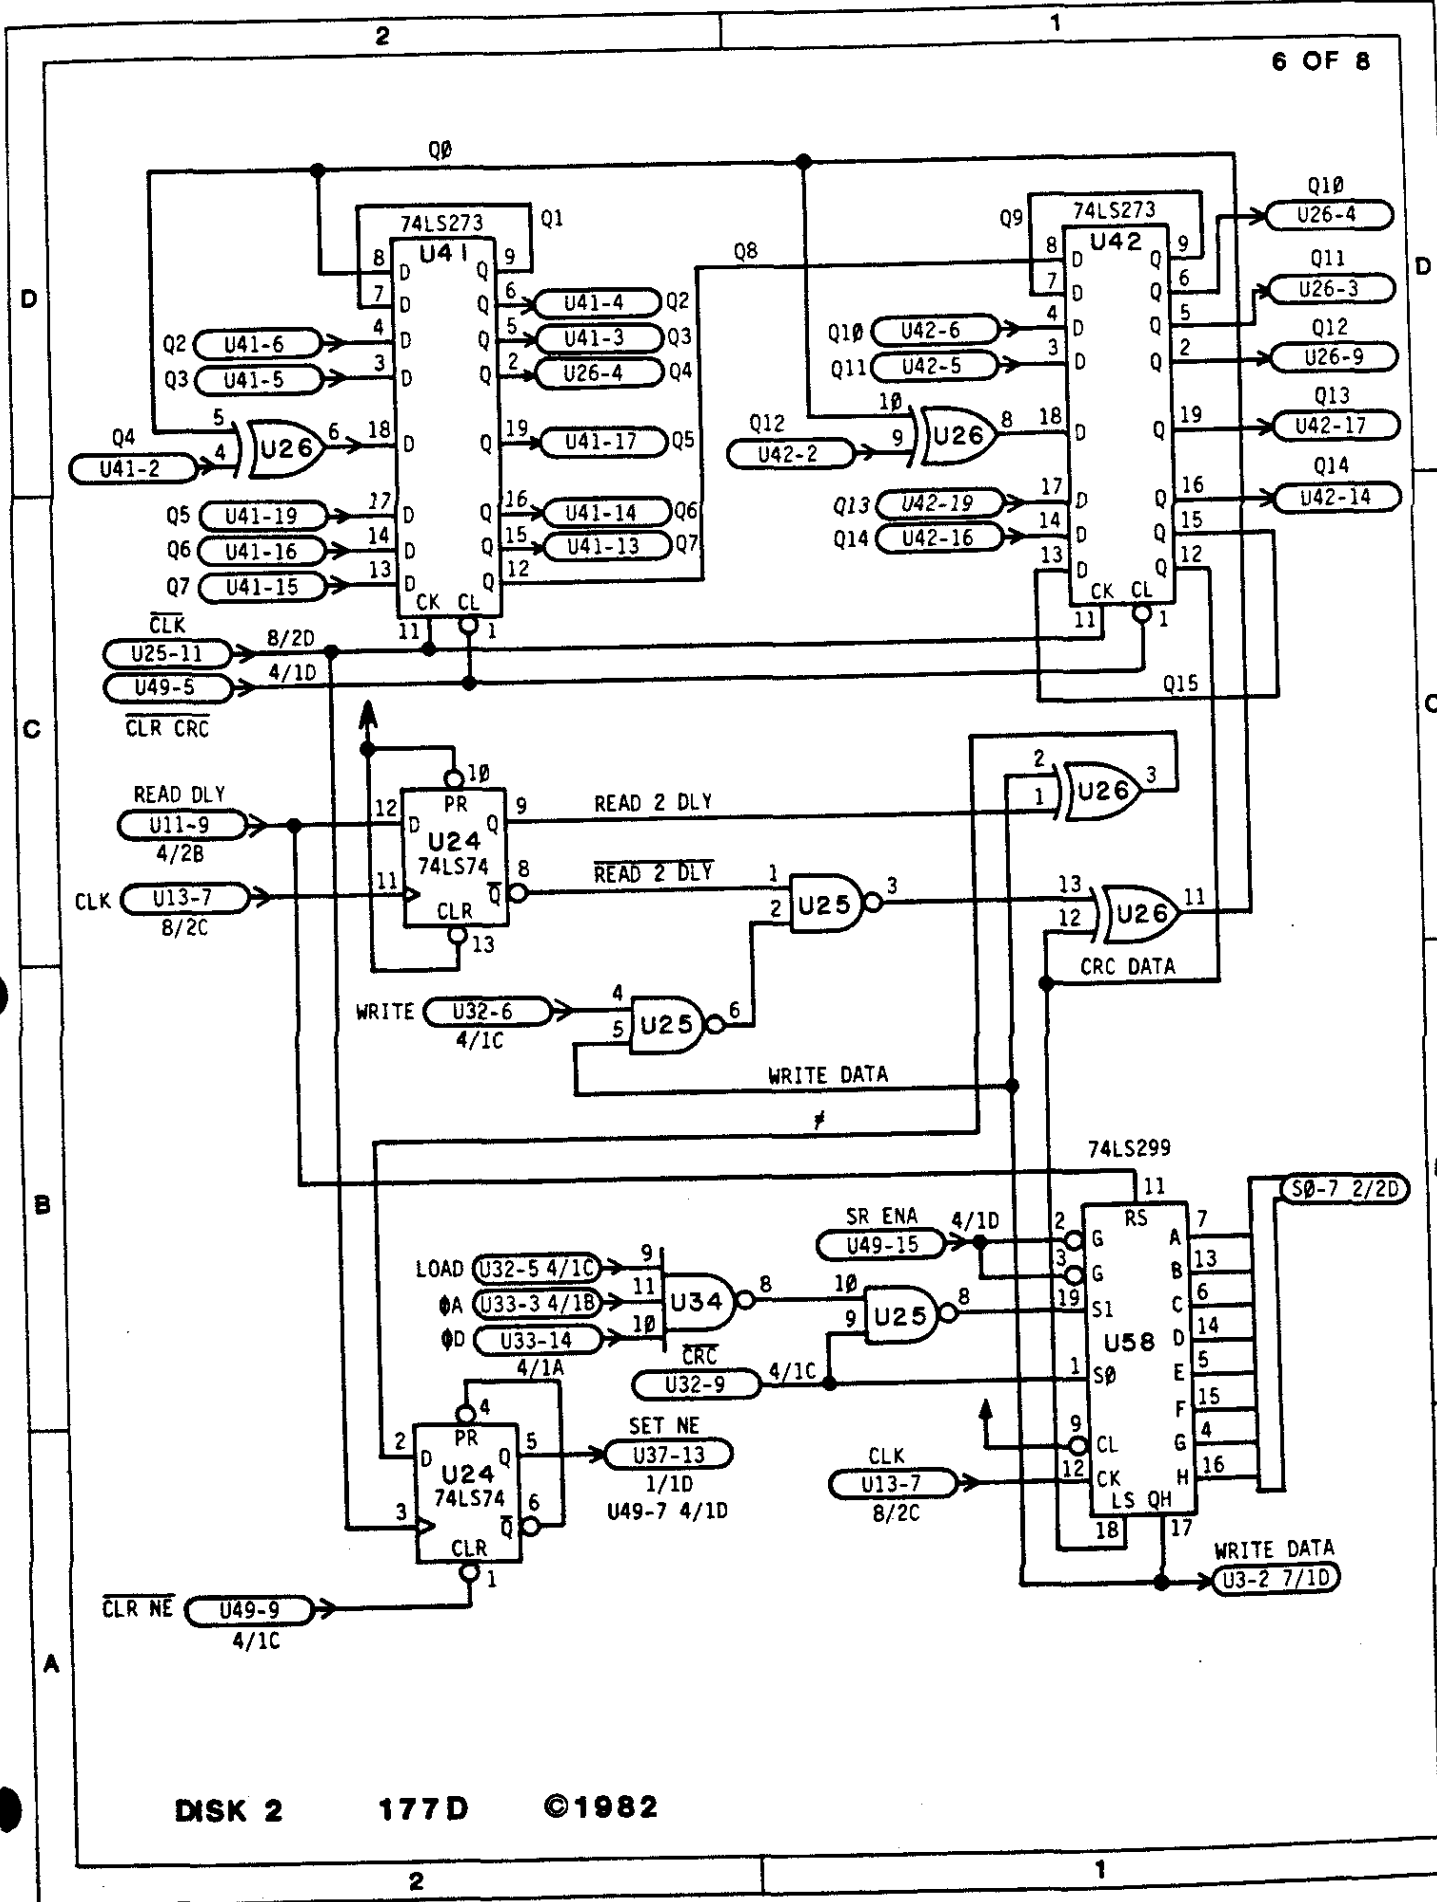 2 1
6 OF 8
QØ
74LS273
U41
Q1
8 D Q 9
7 D Q 6 U41-4 Q2
Q2 U41-6 4 D Q 5 U41-3 Q3
Q3 U41-5 3 D Q 2 U26-4 Q4
Q4 U41-2 5 4 U26 6 18 D Q 19 U41-17 Q5
Q5 U41-19 17 D Q 16 U41-14 Q6
Q6 U41-16 14 D Q 15 U41-13 Q7
Q7 U41-15 13 D Q 12
CK CL
11 1
Q8
Q9
74LS273
U42
8 D Q 9
7 D Q 6
Q10 U26-4
Q1Ø U42-6 4 D Q 5
Q11 U26-3
Q11 U42-5 3 D Q 2
Q12 U26-9
Q12 U42-2 10 9 U26 8 18 D Q 19
Q13 U42-17
Q13 U42-19 17 D Q 16
Q14 U42-14
Q14 U42-16 14 D Q 15
13 D Q 12
CK CL
11 1
Q15
CLK
U25-11 8/2D
U49-5 4/1D
CLR CRC
READ DLY
U11-9
4/2B
CLK U13-7
8/2C
10
PR
12 D Q 9 READ 2 DLY
U24
74LS74
11 Q 8 READ 2 DLY
CLR
13
2
1 U26 3
1
2 U25 3
13
12 U26 11
CRC DATA
WRITE U32-6
4/1C
4
5 U25 6
WRITE DATA
≠
74LS299
11
RS
SR ENA
U49-15 4/1D
2 G
3 G
19 S1
U58
1 SØ
9 CL
12 CK
LS QH
18 17
A 7
B 13
C 6
D 14
E 5
F 15
G 4
H 16
SØ-7 2/2D
LOAD U32-5 4/1C 9
ΦA U33-3 4/1B 11
ΦD U33-14 10
4/1A
U34 8
10
9 U25 8
CRC
U32-9 4/1C
CLK
U13-7
8/2C
4
PR
2 D Q 5
U24
74LS74
3 Q 6
CLR
1
SET NE
U37-13
1/1D
U49-7 4/1D
CLR NE U49-9
4/1C
WRITE DATA
U3-2 7/1D
D D
C C
B
A
DISK 2 177D ©1982
2 1